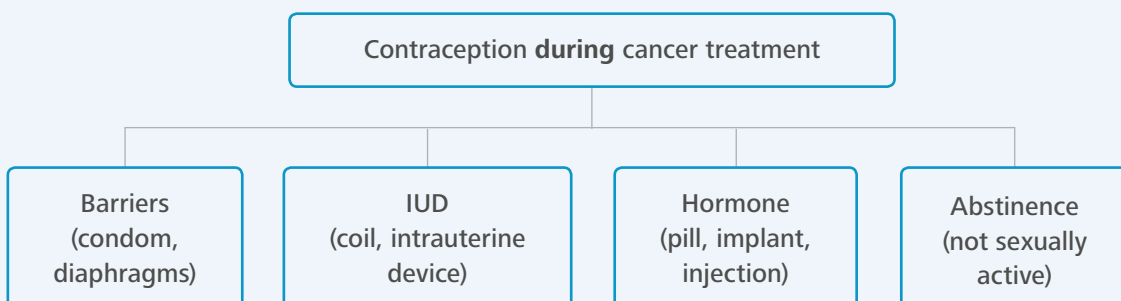 Contraception during cancer treatment
Barriers
(condom,
diaphragms)
IUD
(coil, intrauterine
device)
Hormone
(pill, implant,
injection)
Abstinence
(not sexually
active)